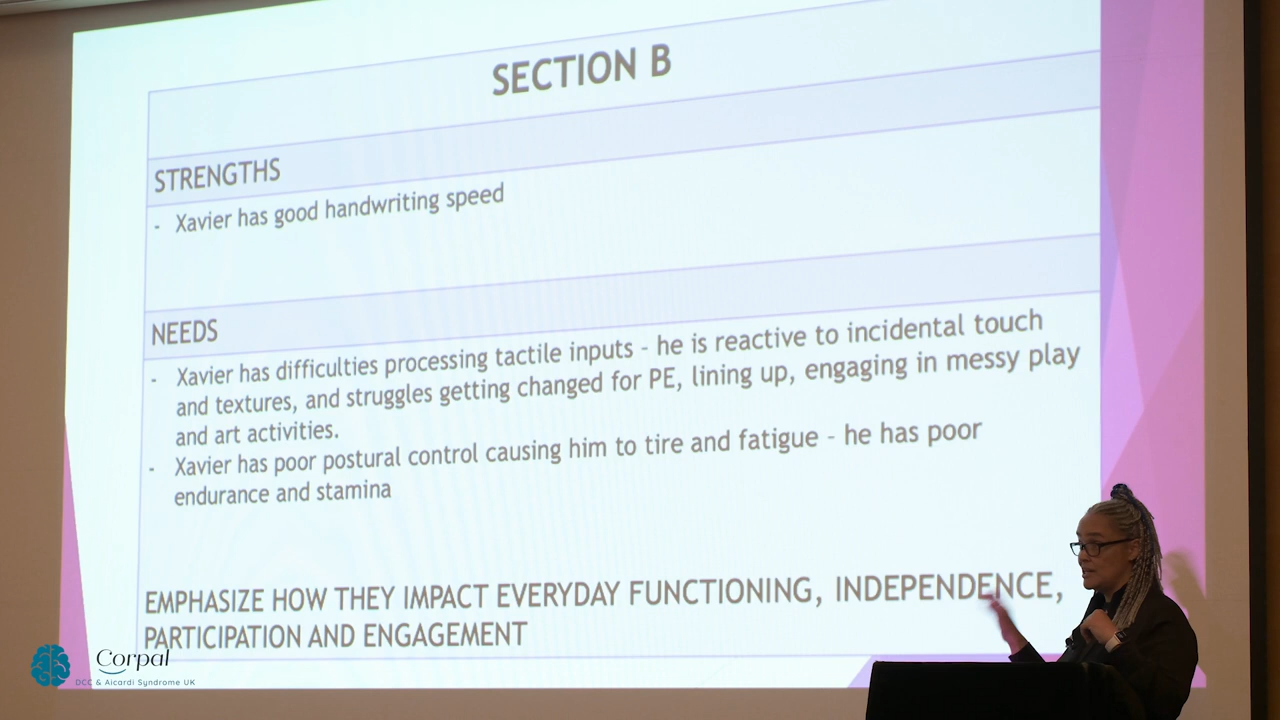 SECTION B
STRENGTHS
- Xavier has good handwriting speed
NEEDS
- Xavier has difficulties processing tactile inputs - he is reactive to incidental touch
and textures, and struggles getting changed for PE, lining up, engaging in messy play
and art activities.
- Xavier has poor postural control causing him to tire and fatigue - he has poor
endurance and stamina
EMPHASIZE HOW THEY IMPACT EVERYDAY FUNCTIONING, INDEPENDENCE,
PARTICIPATION AND ENGAGEMENT
Corpal
DCC & Aicardi Syndrome UK